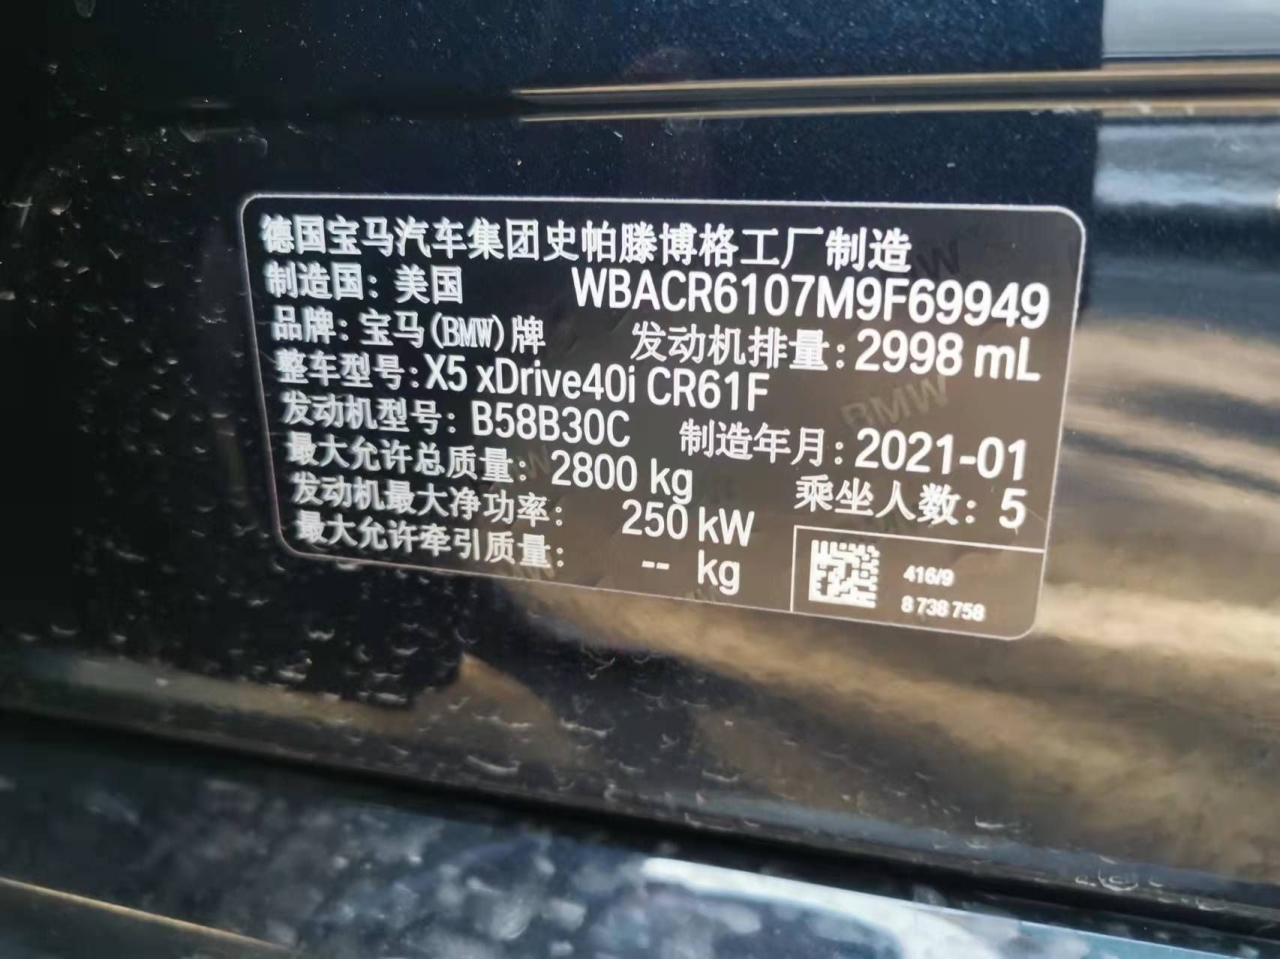 德国宝马汽车集团史帕滕博格工厂制造
制造国：美国 WBACR6107M9F69949
品牌：宝马(BMW)牌 发动机排量：2998 mL
整车型号：X5 xDrive40i CR61F
发动机型号：B58B30C 制造年月：2021-01
最大允许总质量：2800 kg 乘坐人数：5
发动机最大净功率： 250 kW
最大允许牵引质量： -- kg
416/9
8 738 758
BMW
BMW